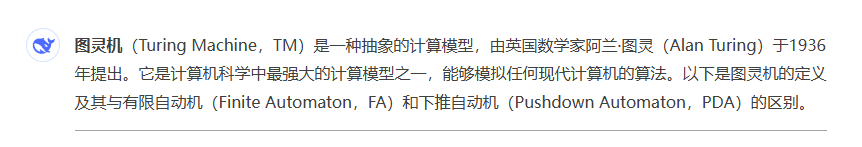 图灵机（Turing Machine，TM）是一种抽象的计算模型，由英国数学家阿兰·图灵（Alan Turing）于1936
年提出。它是计算机科学中最强大的计算模型之一，能够模拟任何现代计算机的算法。以下是图灵机的定义
及其与有限自动机（Finite Automaton，FA）和下推自动机（Pushdown Automaton，PDA）的区别。